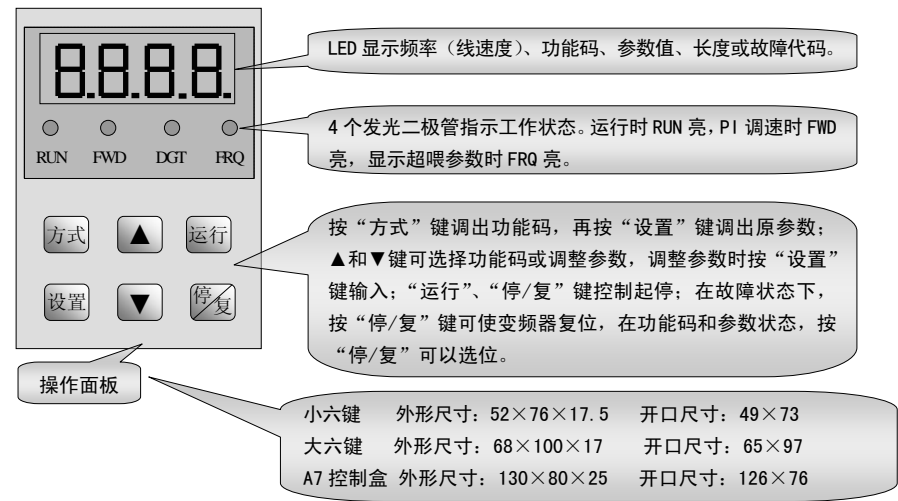 8.8.8.8.
LED 显示频率（线速度）、功能码、参数值、长度或故障代码。
4 个发光二极管指示工作状态。运行时 RUN 亮，PI 调速时 FWD
亮，显示超喂参数时 FRQ 亮。
RUN FWD DGT FRQ
方式 ▲ 运行
设置 ▼ 停/复
按“方式”键调出功能码，再按“设置”键调出原参数；
▲和▼键可选择功能码或调整参数，调整参数时按“设置”
键输入；“运行”、“停/复”键控制起停；在故障状态下，
按“停/复”键可使变频器复位，在功能码和参数状态，按
“停/复”可以选位。
操作面板
小六键 外形尺寸：52×76×17.5 开口尺寸：49×73
大六键 外形尺寸：68×100×17 开口尺寸：65×97
A7 控制盒 外形尺寸：130×80×25 开口尺寸：126×76